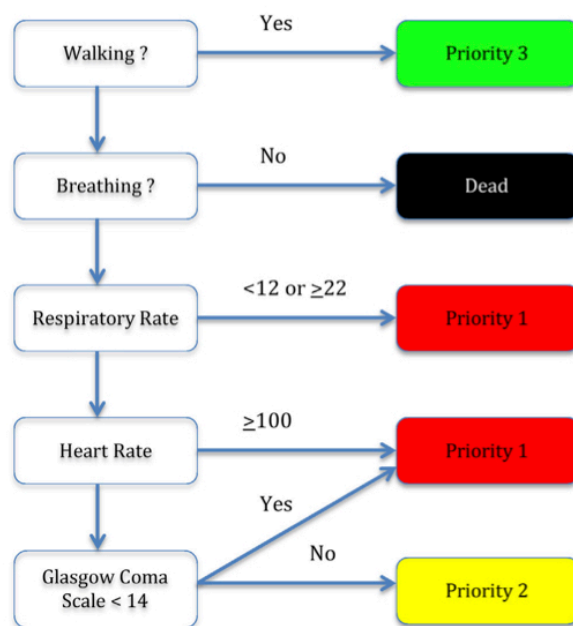 Yes
Walking ?
Priority 3
No
Breathing ?
Dead
<12 or ≥22
Respiratory Rate
Priority 1
≥100
Heart Rate
Priority 1
Yes
No
Glasgow Coma
Scale < 14
Priority 2